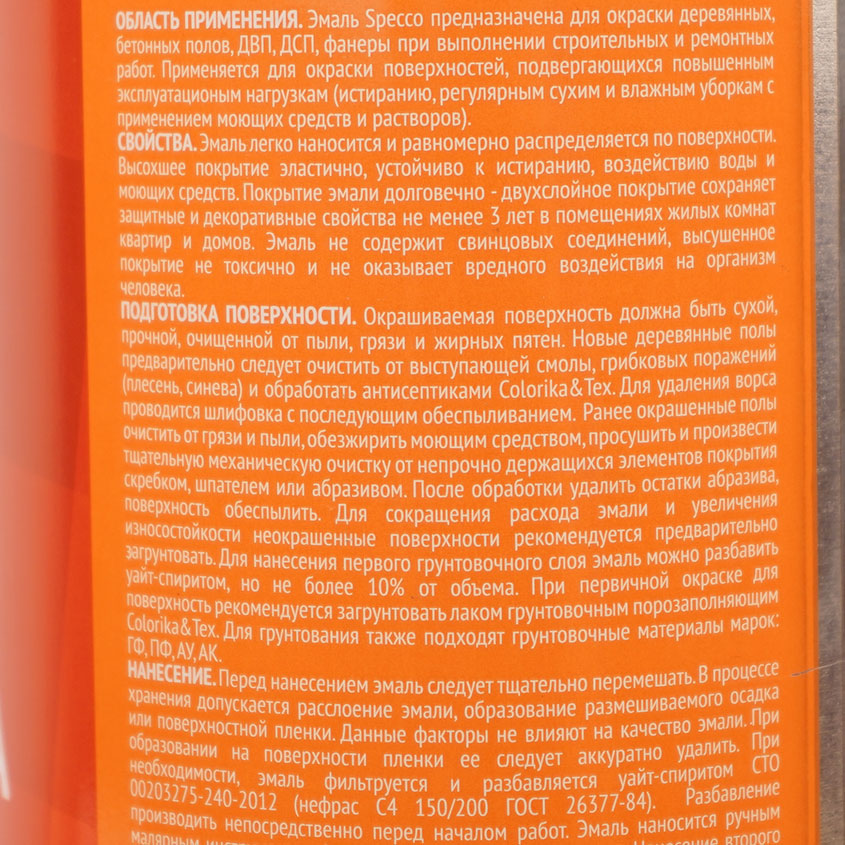 ОБЛАСТЬ ПРИМЕНЕНИЯ. Эмаль Specco предназначена для окраски деревянных,
бетонных полов, ДВП, ДСП, фанеры при выполнении строительных и ремонтных
работ. Применяется для окраски поверхностей, подвергающихся повышенным
эксплуатационым нагрузкам (истиранию, регулярным сухим и влажным уборкам с
применением моющих средств и растворов).
СВОЙСТВА. Эмаль легко наносится и равномерно распределяется по поверхности.
Высохшее покрытие эластично, устойчиво к истиранию, воздействию воды и
моющих средств. Покрытие эмали долговечно - двухслойное покрытие сохраняет
защитные и декоративные свойства не менее 3 лет в помещениях жилых комнат
квартир и домов. Эмаль не содержит свинцовых соединений, высушенное
покрытие не токсично и не оказывает вредного воздействия на организм
человека.
ПОДГОТОВКА ПОВЕРХНОСТИ. Окрашиваемая поверхность должна быть сухой,
прочной, очищенной от пыли, грязи и жирных пятен. Новые деревянные полы
предварительно следует очистить от выступающей смолы, грибковых поражений
(плесень, синева) и обработать антисептиками Colorika&Tex. Для удаления ворса
проводится шлифовка с последующим обеспыливанием. Ранее окрашенные полы
очистить от грязи и пыли, обезжирить моющим средством, просушить и произвести
тщательную механическую очистку от непрочно держащихся элементов покрытия
скребком, шпателем или абразивом. После обработки удалить остатки абразива,
поверхность обеспылить. Для сокращения расхода эмали и увеличения
износостойкости неокрашенные поверхности рекомендуется предварительно
загрунтовать. Для нанесения первого грунтовочного слоя эмаль можно разбавить
уайт-спиритом, но не более 10% от объема. При первичной окраске для
поверхность рекомендуется загрунтовать лаком грунтовочным порозаполняющим
Colorika&Tex. Для грунтования также подходят грунтовочные материалы марок:
ГФ, ПФ, АУ, АК.
НАНЕСЕНИЕ. Перед нанесением эмаль следует тщательно перемешать. В процессе
хранения допускается расслоение эмали, образование размешиваемого осадка
или поверхностной пленки. Данные факторы не влияют на качество эмали. При
образовании на поверхности пленки ее следует аккуратно удалить. При
необходимости, эмаль фильтруется и разбавляется уайт-спиритом СТО
00203275-240-2012 (нефрас С4 150/200 ГОСТ 26377-84). Разбавление
производить непосредственно перед началом работ. Эмаль наносится ручным
малярным Нанесение второго